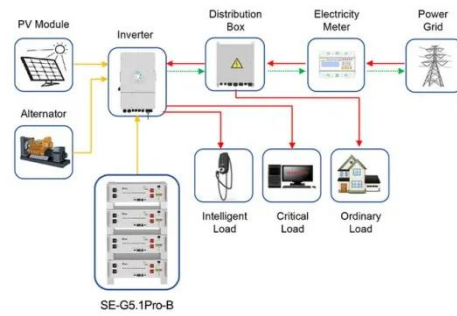 PV Module
Inverter
Distribution
Box
Electricity
Meter
Power
Grid
Alternator
Intelligent
Load
Critical
Load
Ordinary
Load
SE-G5.1Pro-B